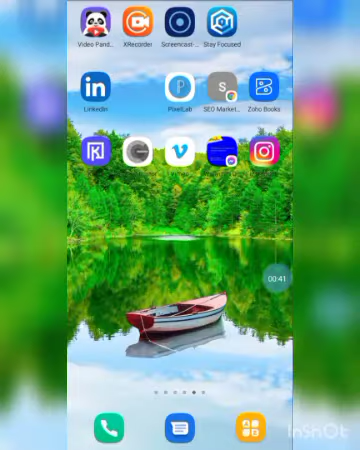 Video Pand..
XRecorder
Screencast-..
Stay Focused
LinkedIn
PixelLab
SEO Market..
Zoho Books
00:41
InShOt